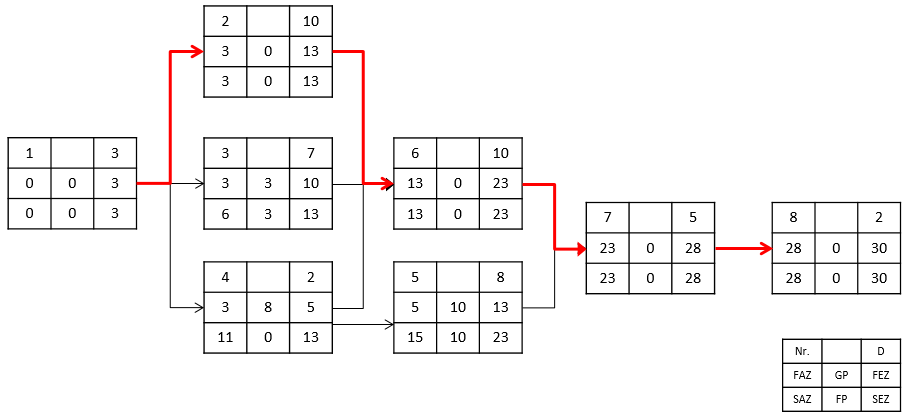 2 10
3 0 13
3 0 13
1 3
0 0 3
0 0 3
3 7
3 3 10
6 3 13
6 10
13 0 23
13 0 23
4 2
3 8 5
11 0 13
5 8
5 10 13
15 10 23
7 5
23 0 28
23 0 28
8 2
28 0 30
28 0 30
Nr. D
FAZ GP FEZ
SAZ FP SEZ